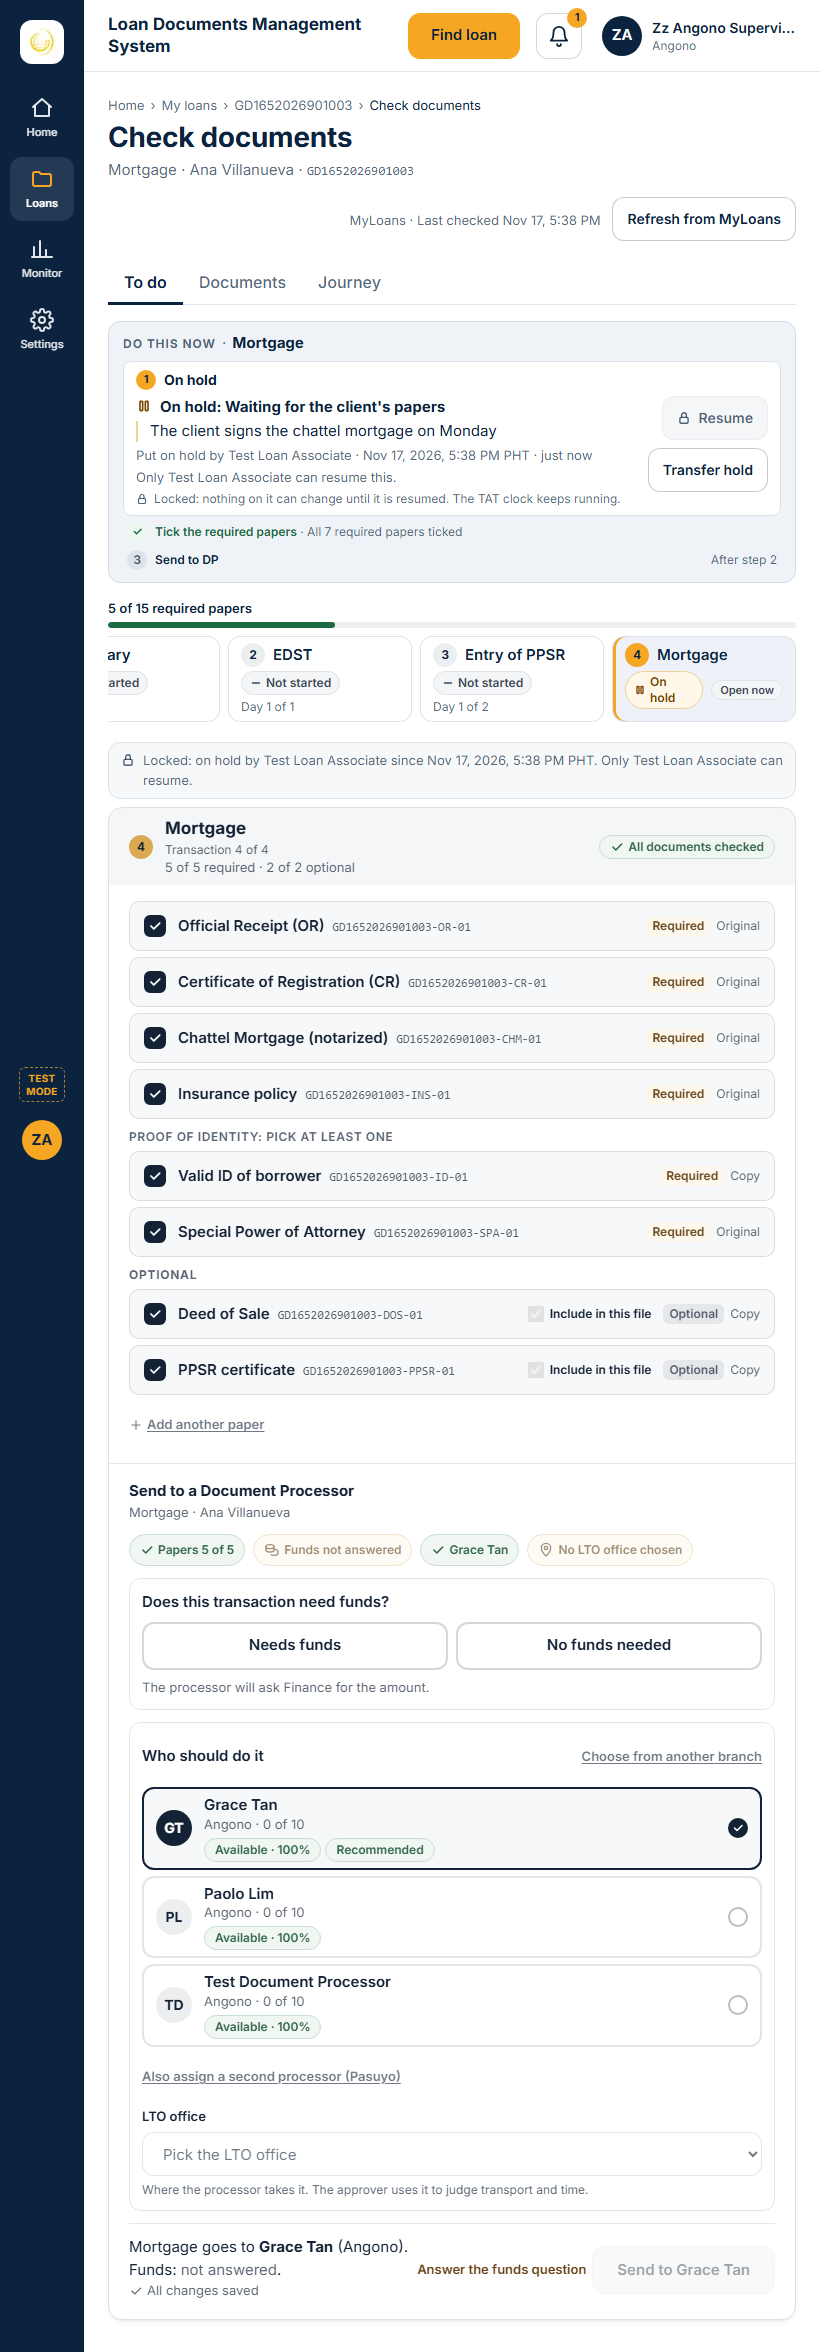 Loan Documents Management System
Find loan
1
ZA
Zz Angono Supervi...
Angono
Home
Loans
Monitor
Settings
TEST MODE
ZA
Home › My loans › GD1652026901003 › Check documents
Check documents
Mortgage · Ana Villanueva · GD1652026901003
MyLoans · Last checked Nov 17, 5:38 PM
Refresh from MyLoans
To do
Documents
Journey
DO THIS NOW · Mortgage
1 On hold
On hold: Waiting for the client's papers
The client signs the chattel mortgage on Monday
Put on hold by Test Loan Associate · Nov 17, 2026, 5:38 PM PHT · just now
Only Test Loan Associate can resume this.
Locked: nothing on it can change until it is resumed. The TAT clock keeps running.
Resume
Transfer hold
Tick the required papers · All 7 required papers ticked
3 Send to DP
After step 2
5 of 15 required papers
ary
arted
2 EDST
Not started
Day 1 of 1
3 Entry of PPSR
Not started
Day 1 of 2
4 Mortgage
On hold
Open now
Locked: on hold by Test Loan Associate since Nov 17, 2026, 5:38 PM PHT. Only Test Loan Associate can
resume.
4
Mortgage
Transaction 4 of 4
5 of 5 required · 2 of 2 optional
All documents checked
Official Receipt (OR) GD1652026901003-OR-01 Required Original
Certificate of Registration (CR) GD1652026901003-CR-01 Required Original
Chattel Mortgage (notarized) GD1652026901003-CHM-01 Required Original
Insurance policy GD1652026901003-INS-01 Required Original
PROOF OF IDENTITY: PICK AT LEAST ONE
Valid ID of borrower GD1652026901003-ID-01 Required Copy
Special Power of Attorney GD1652026901003-SPA-01 Required Original
OPTIONAL
Deed of Sale GD1652026901003-DOS-01 Include in this file Optional Copy
PPSR certificate GD1652026901003-PPSR-01 Include in this file Optional Copy
+ Add another paper
Send to a Document Processor
Mortgage · Ana Villanueva
Papers 5 of 5
Funds not answered
Grace Tan
No LTO office chosen
Does this transaction need funds?
Needs funds
No funds needed
The processor will ask Finance for the amount.
Who should do it
Choose from another branch
GT
Grace Tan
Angono · 0 of 10
Available · 100%
Recommended
PL
Paolo Lim
Angono · 0 of 10
Available · 100%
TD
Test Document Processor
Angono · 0 of 10
Available · 100%
Also assign a second processor (Pasuyo)
LTO office
Pick the LTO office
Where the processor takes it. The approver uses it to judge transport and time.
Mortgage goes to Grace Tan (Angono).
Funds: not answered.
All changes saved
Answer the funds question
Send to Grace Tan